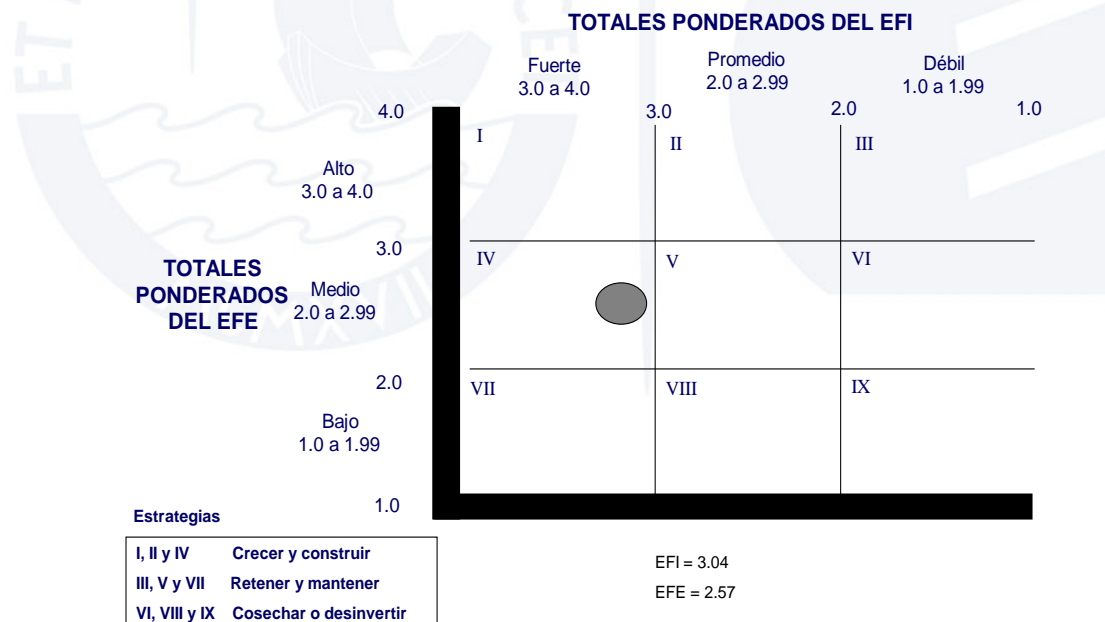 TOTALES PONDERADOS DEL EFI
Fuerte
3.0 a 4.0
Promedio
2.0 a 2.99
Débil
1.0 a 1.99
4.0
3.0
2.0
1.0
I
II
III
Alto
3.0 a 4.0
3.0
IV
V
VI
TOTALES
PONDERADOS
DEL EFE
Medio
2.0 a 2.99
2.0
VII
VIII
IX
Bajo
1.0 a 1.99
1.0
Estrategias
I, II y IV Crecer y construir
III, V y VII Retener y mantener
VI, VIII y IX Cosechar o desinvertir
EFI = 3.04
EFE = 2.57